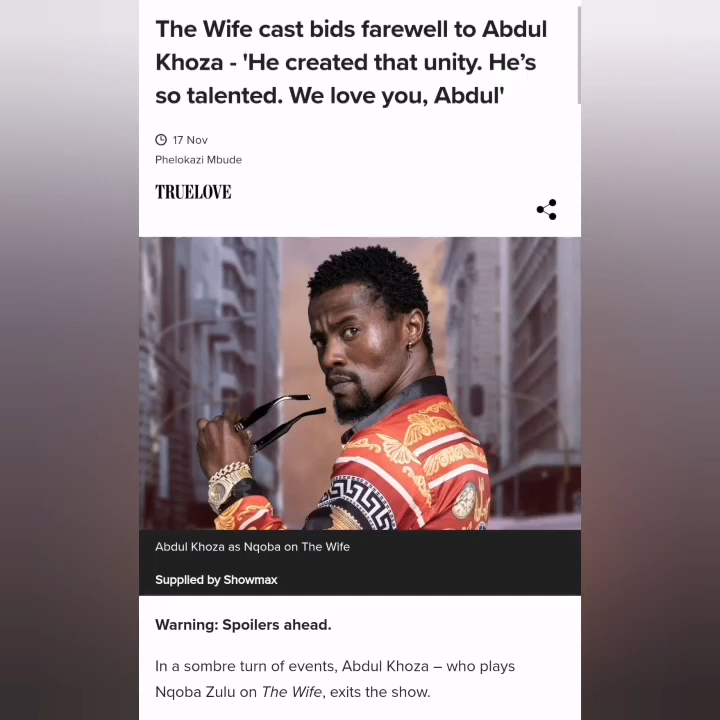 The Wife cast bids farewell to Abdul
Khoza - 'He created that unity. He’s
so talented. We love you, Abdul'
17 Nov
Phelokazi Mbude
TRUELOVE
Abdul Khoza as Nqoba on The Wife
Supplied by Showmax
Warning: Spoilers ahead.
In a sombre turn of events, Abdul Khoza – who plays
Nqoba Zulu on The Wife, exits the show.